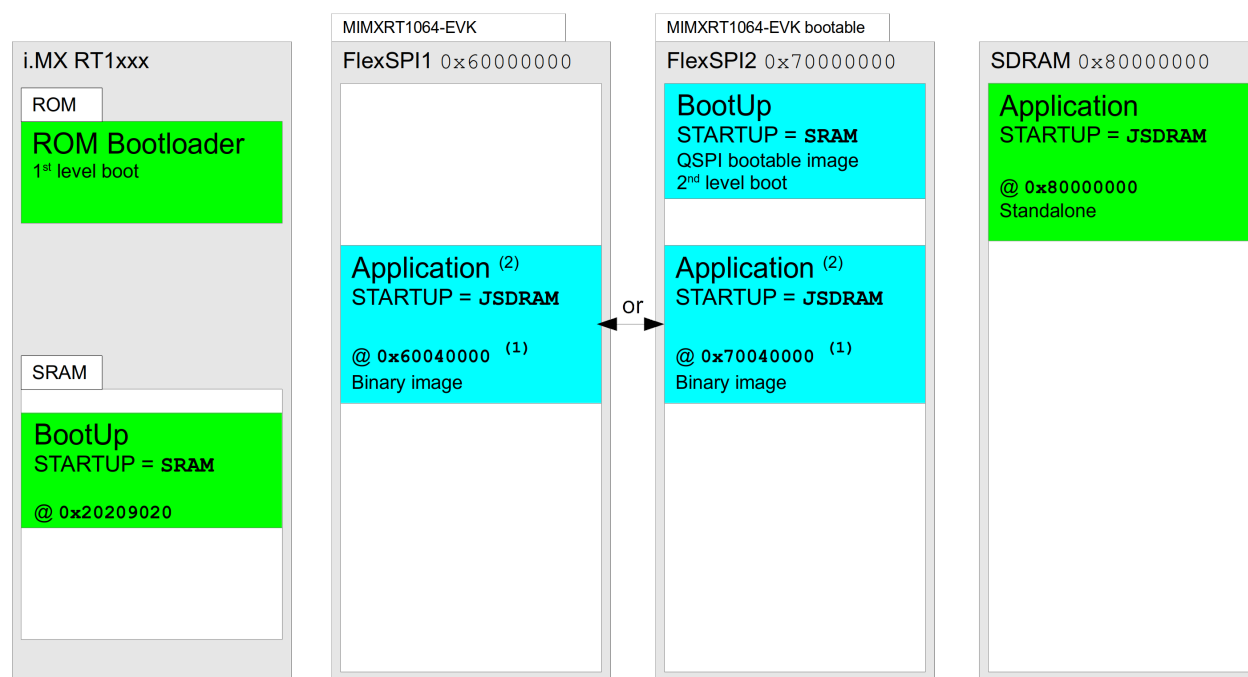 i.MX RT1xxx
ROM
ROM Bootloader
1st level boot
SRAM
BootUp
STARTUP = SRAM
@ 0x20209020
MIMXRT1064-EVK
FlexSPI1 0x60000000
Application (2)
STARTUP = JSDRAM
@ 0x60040000 (1)
Binary image
or
MIMXRT1064-EVK bootable
FlexSPI2 0x70000000
BootUp
STARTUP = SRAM
QSPI bootable image
2nd level boot
Application (2)
STARTUP = JSDRAM
@ 0x70040000 (1)
Binary image
SDRAM 0x80000000
Application
STARTUP = JSDRAM
@ 0x80000000
Standalone